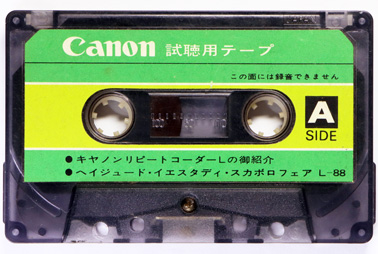 Canon 試聴用テープ
この面には録音できません
A
SIDE
●キヤノンリピートコーダーLの御紹介
●ヘイジュード・イエスタディ・スカボロフェア L-88